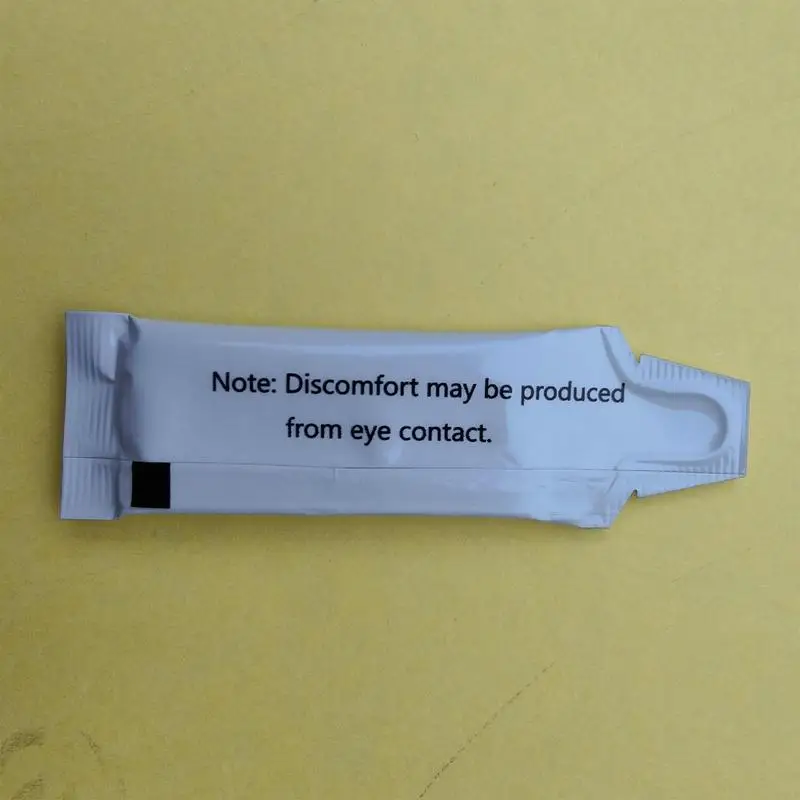 Note: Discomfort may be produced
from eye contact.